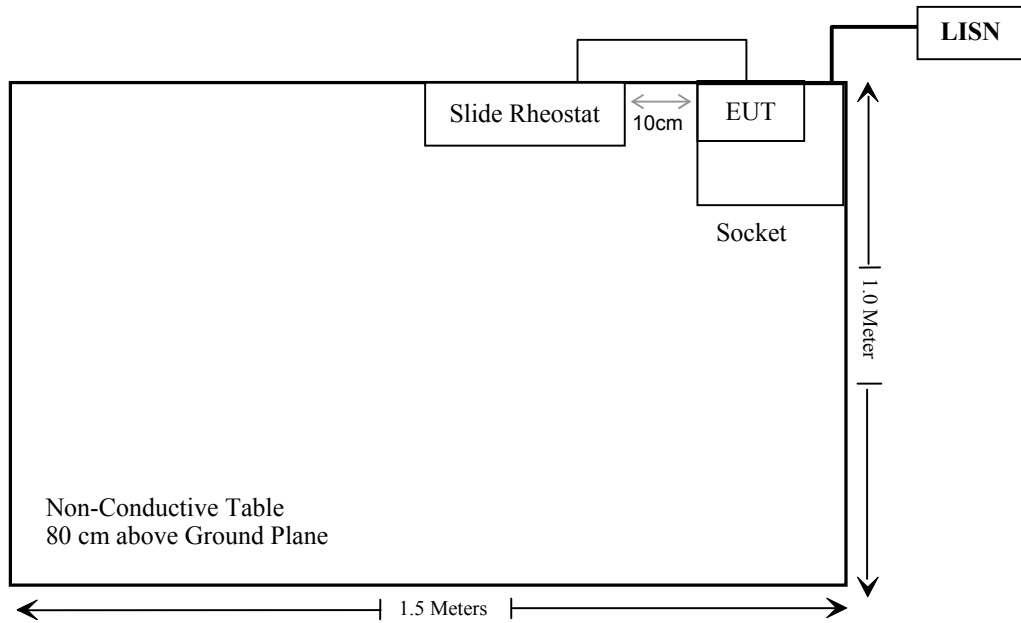 LISN
Slide Rheostat
10cm
EUT
Socket
1.0 Meter
Non-Conductive Table
80 cm above Ground Plane
1.5 Meters